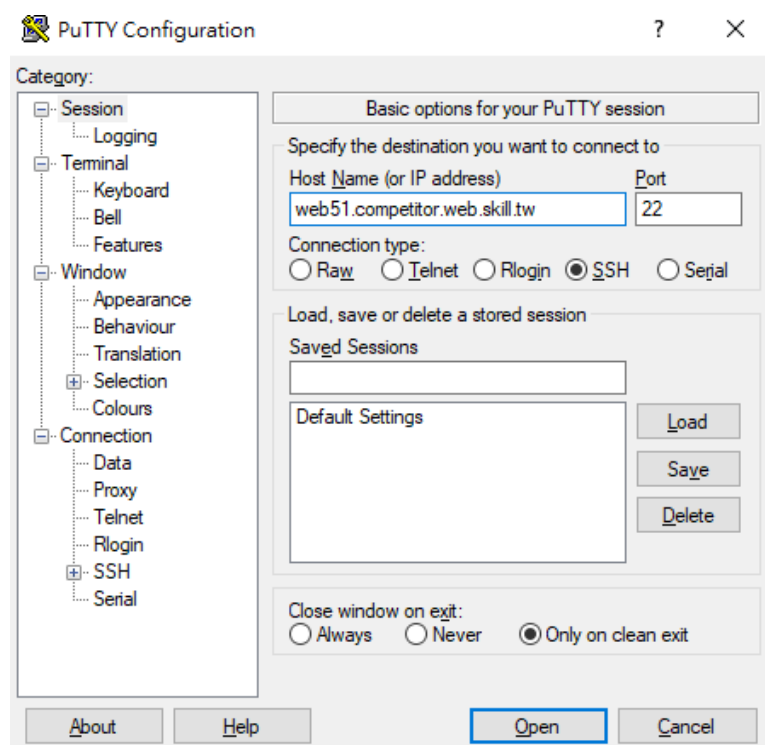 PuTTY Configuration
?
Category:
Session
Logging
Terminal
Keyboard
Bell
Features
Window
Appearance
Behaviour
Translation
Selection
Colours
Connection
Data
Proxy
Telnet
Rlogin
SSH
Serial
Basic options for your PuTTY session
Specify the destination you want to connect to
Host Name (or IP address) Port
web51.competitor.web.skill.tw 22
Connection type:
Raw Telnet Rlogin SSH Serial
Load, save or delete a stored session
Saved Sessions
Default Settings
Load
Save
Delete
Close window on exit:
Always Never Only on clean exit
About Help Open Cancel